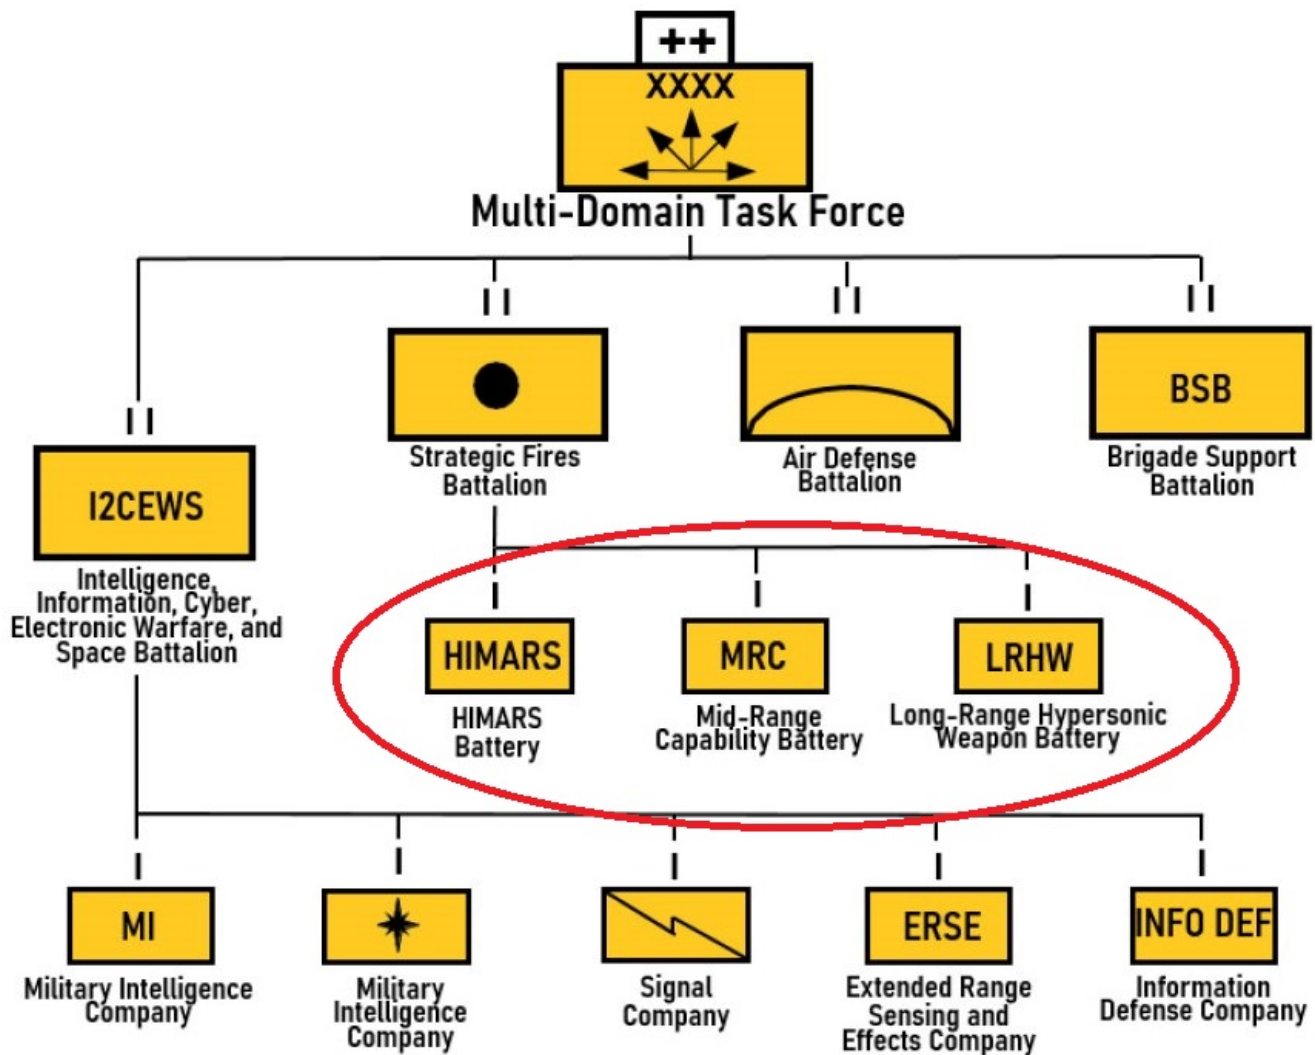 ++
XXXX
Multi-Domain Task Force
I I
I I
I I
I I
I2CEWS
Intelligence,
Information, Cyber,
Electronic Warfare, and
Space Battalion
Strategic Fires
Battalion
Air Defense
Battalion
BSB
Brigade Support
Battalion
I
I
I
HIMARS
HIMARS
Battery
MRC
Mid-Range
Capability Battery
LRHW
Long-Range Hypersonic
Weapon Battery
I
I
I
I
I
MI
Military Intelligence
Company
Military
Intelligence
Company
Signal
Company
ERSE
Extended Range
Sensing and
Effects Company
INFO DEF
Information
Defense Company